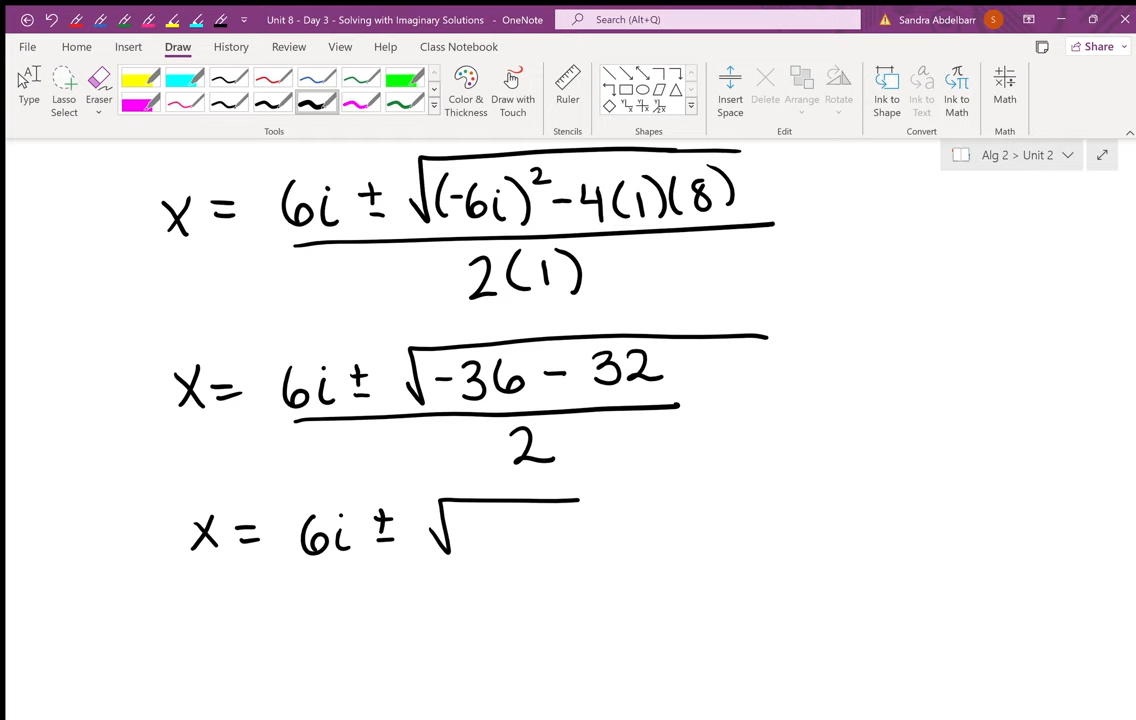 Unit 8 - Day 3 - Solving with Imaginary Solutions - OneNote
Search (Alt+Q)
Sandra Abdelbarr
S
File Home Insert Draw History Review View Help Class Notebook
Share
Type
Lasso Select
Eraser
Color & Thickness
Draw with Touch
Ruler
Insert Space
Delete
Arrange
Rotate
Ink to Shape
Ink to Text
Ink to Math
Math
Tools Stencils Shapes Edit Convert Math
Alg 2 > Unit 2
x = 6i ± √(-6i)² - 4(1)(8)
2(1)
x = 6i ± √-36 - 32
2
x = 6i ± √